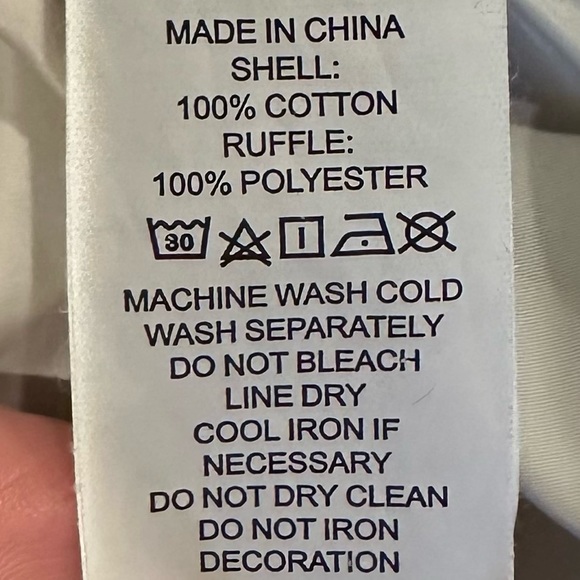 MADE IN CHINA
SHELL:
100% COTTON
RUFFLE:
100% POLYESTER
30
MACHINE WASH COLD
WASH SEPARATELY
DO NOT BLEACH
LINE DRY
COOL IRON IF
NECESSARY
DO NOT DRY CLEAN
DO NOT IRON
DECORATION